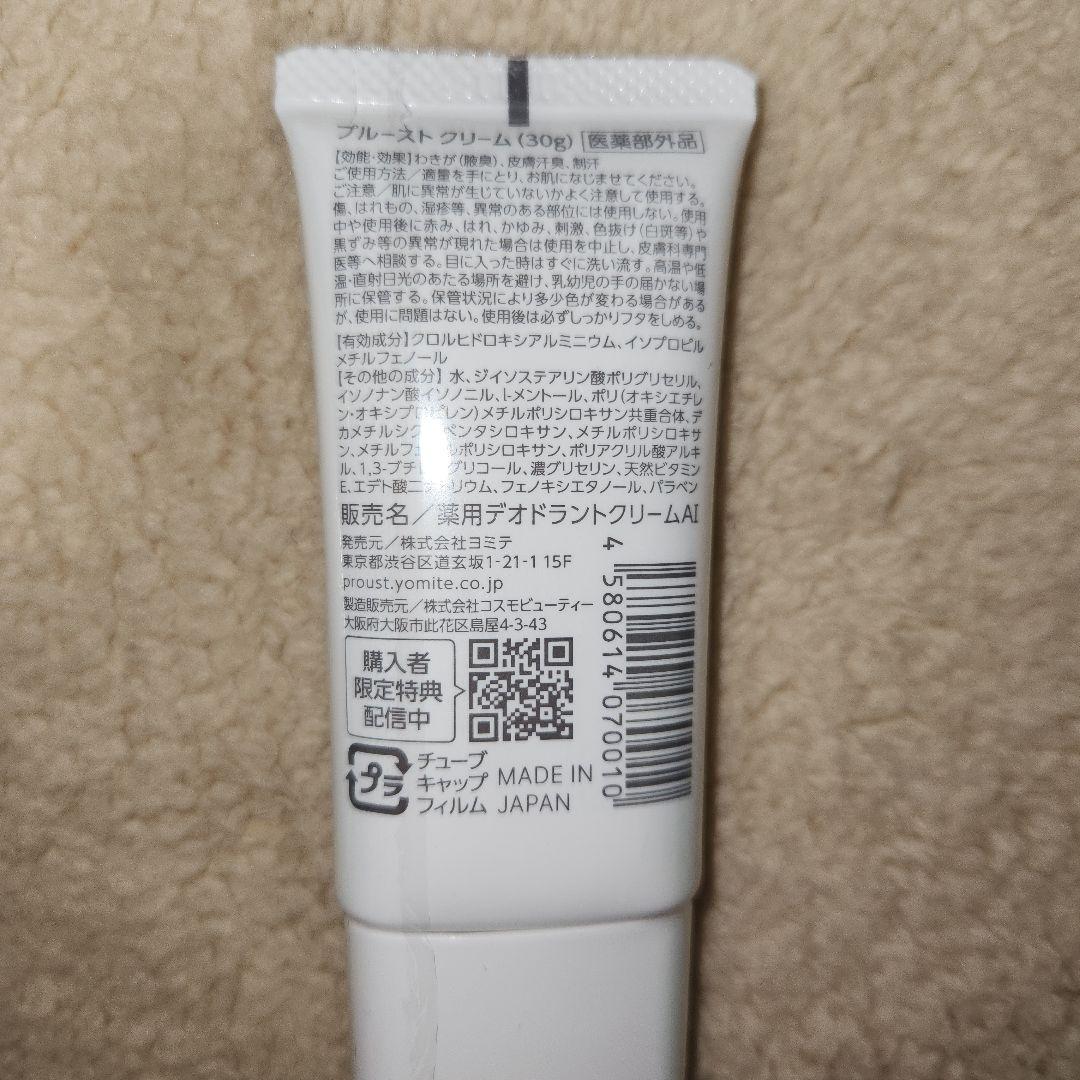 プルースト クリーム(30g) 医薬部外品
【効能・効果】わきが(腋臭)、皮膚汗臭、制汗
ご使用方法/適量を手にとり、お肌になじませてください。
ご注意/肌に異常が生じていないかよく注意して使用する。
傷、はれもの、湿疹等、異常のある部位には使用しない。使用
中や使用後に赤み、はれ、かゆみ、刺激、色抜け(白斑等)や
黒ずみ等の異常が現れた場合は使用を中止し、皮膚科専門
医等へ相談する。目に入った時はすぐに洗い流す。高温や低
温・直射日光のあたる場所を避け、乳幼児の手の届かない場
所に保管する。保管状況により多少色が変わる場合がある
が、使用に問題はない。使用後は必ずしっかりフタをしめる。
【有効成分】クロルヒドロキシアルミニウム、イソプロピル
メチルフェノール
【その他の成分】水、ジイソステアリン酸ポリグリセリル、
イソノナン酸イソノニル、l-メントール、ポリ(オキシエチレ
ン・オキシプロピレン)メチルポリシロキサン共重合体、デ
カメチルシクロペンタシロキサン、メチルポリシロキサ
ン、メチルフェニルポリシロキサン、ポリアクリル酸アルキ
ル、1,3-ブチレングリコール、濃グリセリン、天然ビタミン
E、エデト酸二ナトリウム、フェノキシエタノール、パラベン
販売名/薬用デオドラントクリームAI
発売元/株式会社ヨミテ
東京都渋谷区道玄坂1-21-1 15F
proust.yomite.co.jp
製造販売元/株式会社コスモビューティー
大阪府大阪市此花区島屋4-3-43
購入者
限定特典
配信中
プラ
チューブ
キャップ
フィルム
MADE IN
JAPAN
4 580614 070010